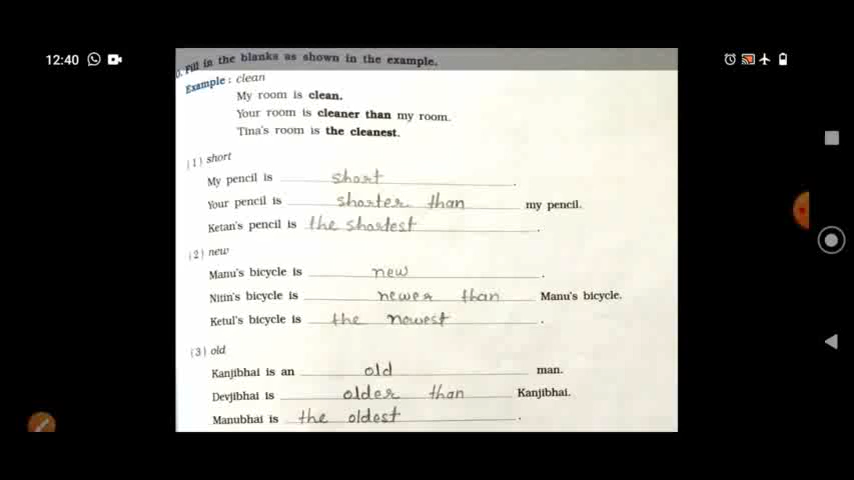 12:40
0. Fill in the blanks as shown in the example.
Example : clean
My room is clean.
Your room is cleaner than my room.
Tina's room is the cleanest.
(1) short
My pencil is short.
Your pencil is shorter than my pencil.
Ketan's pencil is the shortest.
(2) new
Manu's bicycle is new.
Nitin's bicycle is newer than Manu's bicycle.
Ketul's bicycle is the newest.
(3) old
Kanjibhai is an old man.
Devjibhai is older than Kanjibhai.
Manubhai is the oldest.